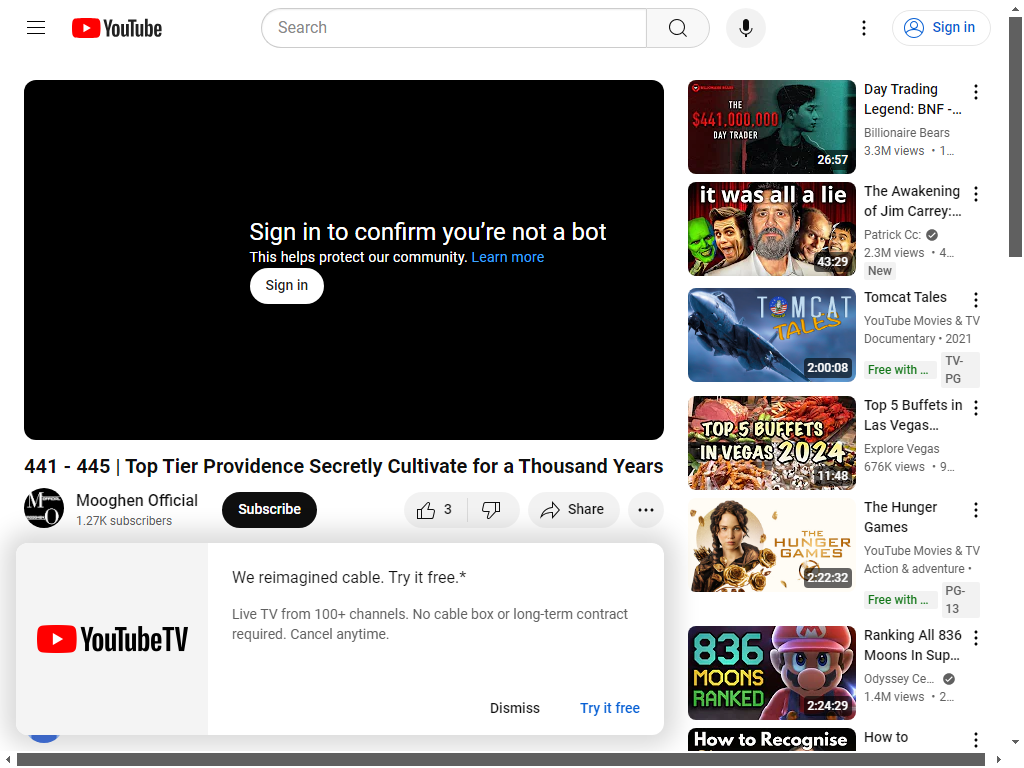 YouTube
Search
Sign in
Sign in to confirm you're not a bot
This helps protect our community. Learn more
Sign in
441 - 445 | Top Tier Providence Secretly Cultivate for a Thousand Years
Mooghen Official
1.27K subscribers
Subscribe
3
Share
We reimagined cable. Try it free.*
Live TV from 100+ channels. No cable box or long-term contract
required. Cancel anytime.
YouTubeTV
Dismiss
Try it free
THE
$441,000,000
DAY TRADER
26:57
Day Trading
Legend: BNF -...
Billionaire Bears
3.3M views • 1...
it was all a lie
43:29
The Awakening
of Jim Carrey:...
Patrick Cc:
2.3M views • 4...
New
TOMCAT
TALES
2:00:08
Tomcat Tales
YouTube Movies & TV
Documentary • 2021
Free with ...
TV-
PG
TOP 5 BUFFETS
IN VEGAS 2024
11:48
Top 5 Buffets in
Las Vegas...
Explore Vegas
676K views • 9...
THE
HUNGER
GAMES
2:22:32
The Hunger
Games
YouTube Movies & TV
Action & adventure •
Free with ...
PG-
13
836
MOONS
RANKED
2:24:29
Ranking All 836
Moons In Sup...
Odyssey Ce...
1.4M views • 2...
How to Recognise
How to